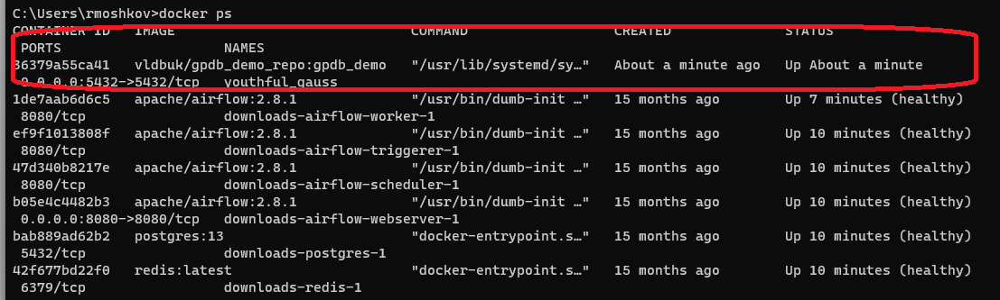 C:\Users\rmoshkov>docker ps
CONTAINER ID   IMAGE                                COMMAND                  CREATED              STATUS
 PORTS                      NAMES
36379a55ca41   vldbuk/gpdb_demo_repo:gpdb_demo   "/usr/lib/systemd/sy…"   About a minute ago   Up About a minute
 0.0.0.0:5432->5432/tcp   youthful_gauss
1de7aab6d6c5   apache/airflow:2.8.1              "/usr/bin/dumb-init …"   15 months ago        Up 7 minutes (healthy)
 8080/tcp                 downloads-airflow-worker-1
ef9f1013808f   apache/airflow:2.8.1              "/usr/bin/dumb-init …"   15 months ago        Up 10 minutes (healthy)
 8080/tcp                 downloads-airflow-triggerer-1
47d340b8217e   apache/airflow:2.8.1              "/usr/bin/dumb-init …"   15 months ago        Up 10 minutes (healthy)
 8080/tcp                 downloads-airflow-scheduler-1
b05e4c4482b3   apache/airflow:2.8.1              "/usr/bin/dumb-init …"   15 months ago        Up 10 minutes (healthy)
 0.0.0.0:8080->8080/tcp   downloads-airflow-webserver-1
bab889ad62b2   postgres:13                       "docker-entrypoint.s…"   15 months ago        Up 10 minutes (healthy)
 5432/tcp                 downloads-postgres-1
42f677bd22f0   redis:latest                      "docker-entrypoint.s…"   15 months ago        Up 10 minutes (healthy)
 6379/tcp                 downloads-redis-1